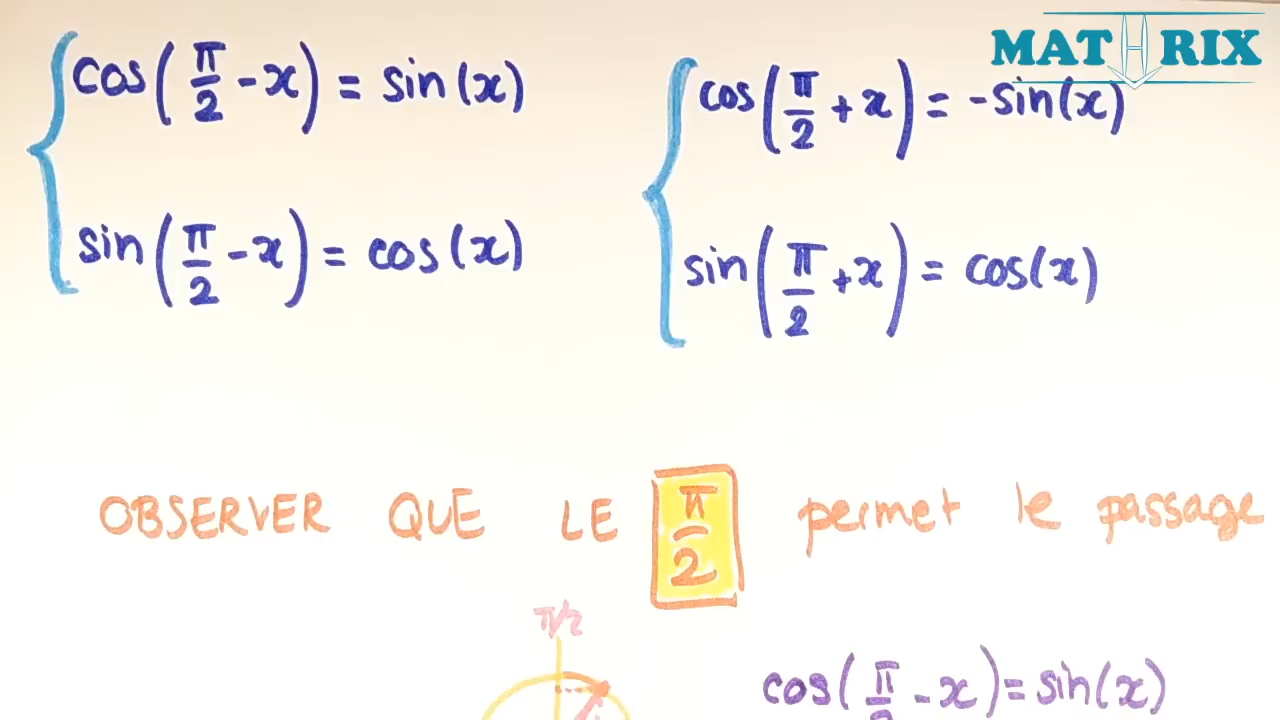 MATHRIX
cos(π/2 - x) = sin(x)
cos(π/2 + x) = -sin(x)
sin(π/2 - x) = cos(x)
sin(π/2 + x) = cos(x)
OBSERVER QUE LE π/2 permet le passage
π/2
cos(π/2 - x) = sin(x)